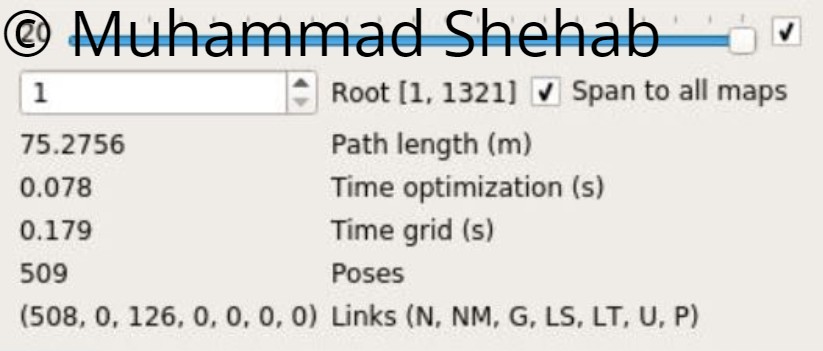 20 © Muhammad Shehab
1 Root [1, 1321] Span to all maps
75.2756 Path length (m)
0.078 Time optimization (s)
0.179 Time grid (s)
509 Poses
(508, 0, 126, 0, 0, 0, 0) Links (N, NM, G, LS, LT, U, P)